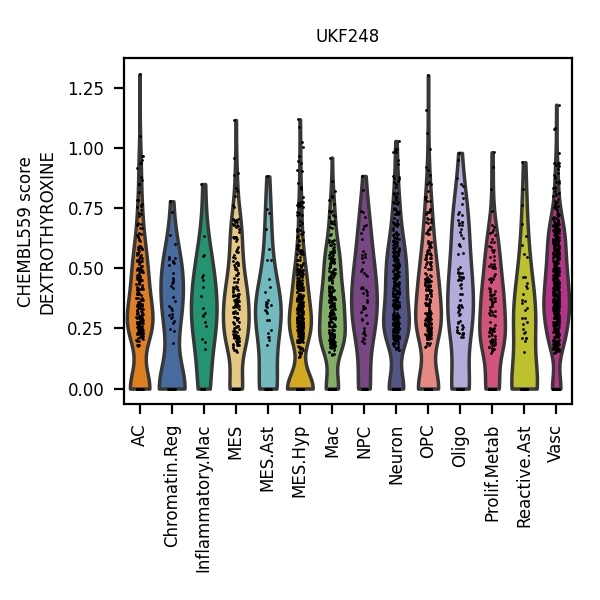 UKF248
CHEMBL559 score
DEXTROTHYROXINE
1.25
1.00
0.75
0.50
0.25
0.00
AC
Chromatin.Reg
Inflammatory.Mac
MES
MES.Ast
MES.Hyp
Mac
NPC
Neuron
OPC
Oligo
Prolif.Metab
Reactive.Ast
Vasc